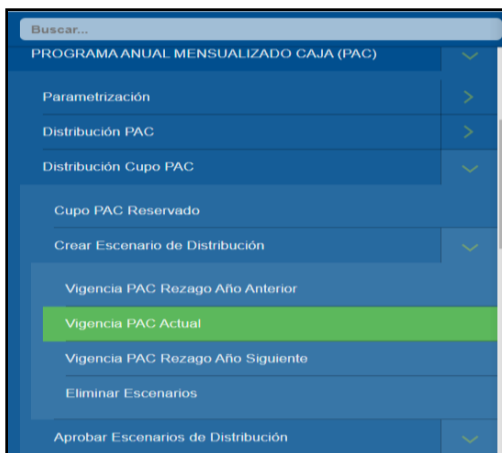 Buscar...
PROGRAMA ANUAL MENSUALIZADO CAJA (PAC)
Parametrización
Distribución PAC
Distribución Cupo PAC
Cupo PAC Reservado
Crear Escenario de Distribución
Vigencia PAC Rezago Año Anterior
Vigencia PAC Actual
Vigencia PAC Rezago Año Siguiente
Eliminar Escenarios
Aprobar Escenarios de Distribución